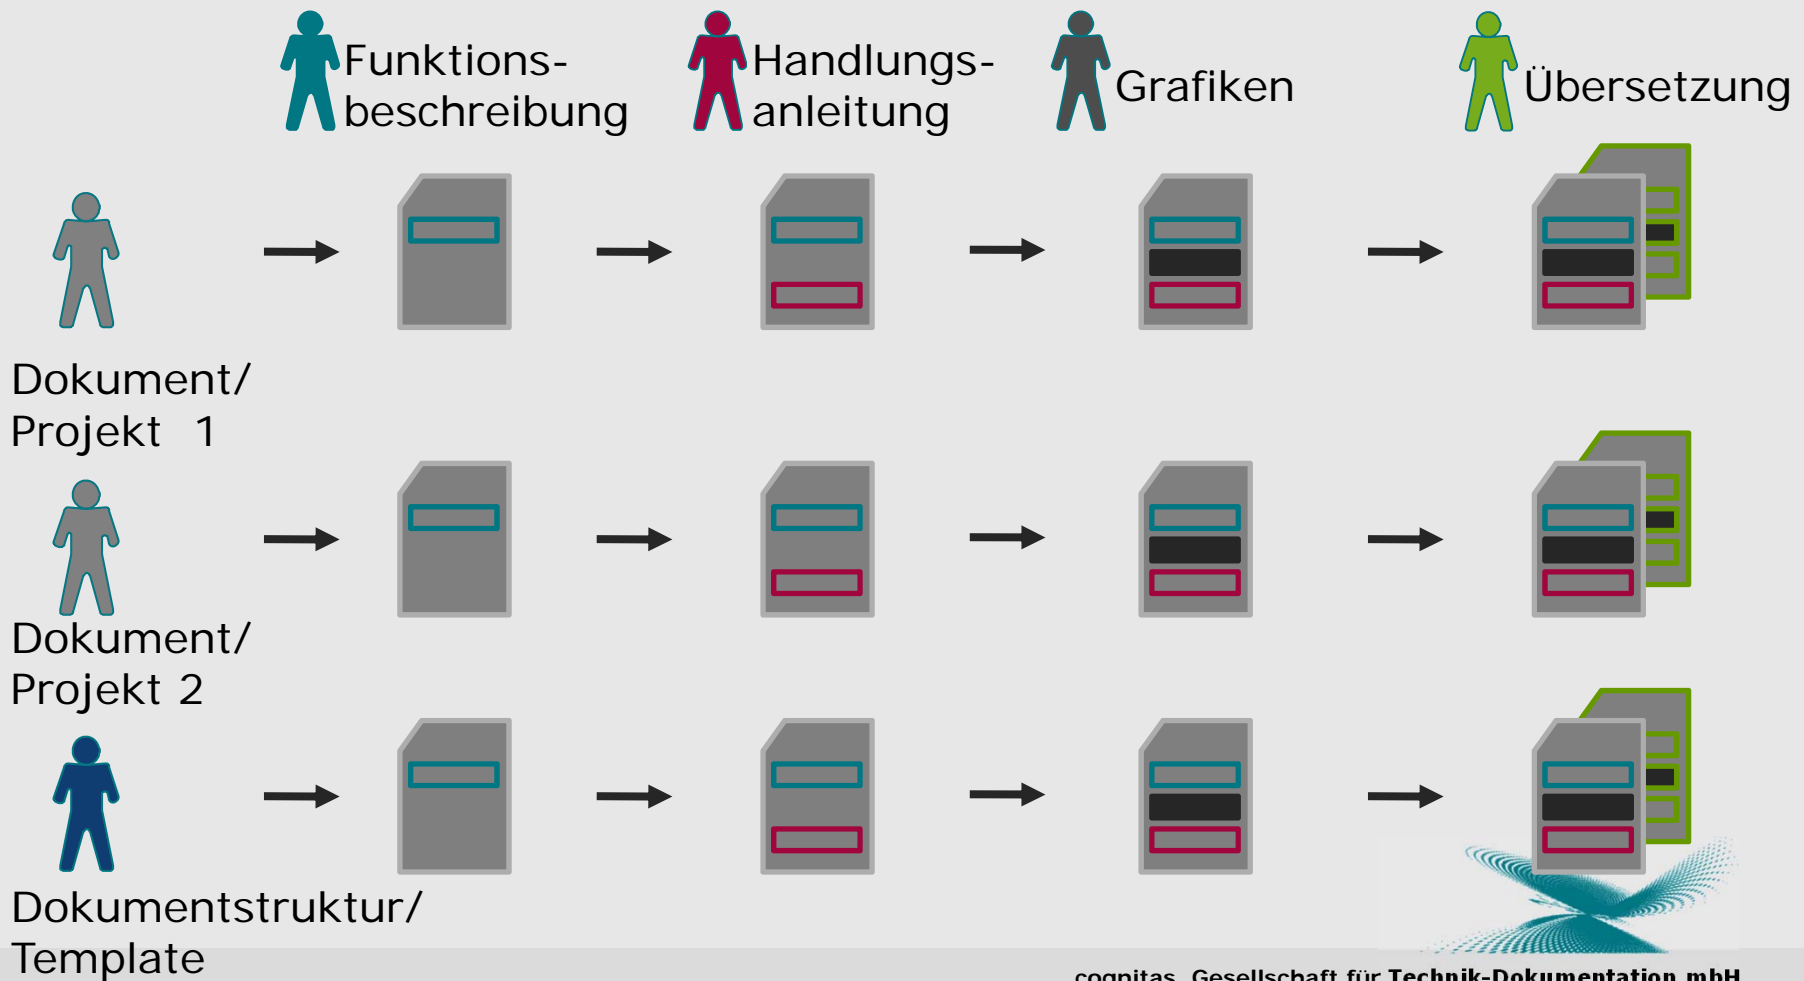 Funktions-
beschreibung
Handlungs-
anleitung
Grafiken
Übersetzung
Dokument/
Projekt 1
Dokument/
Projekt 2
Dokumentstruktur/
Template
cognitas. Gesellschaft für Technik-Dokumentation mbH